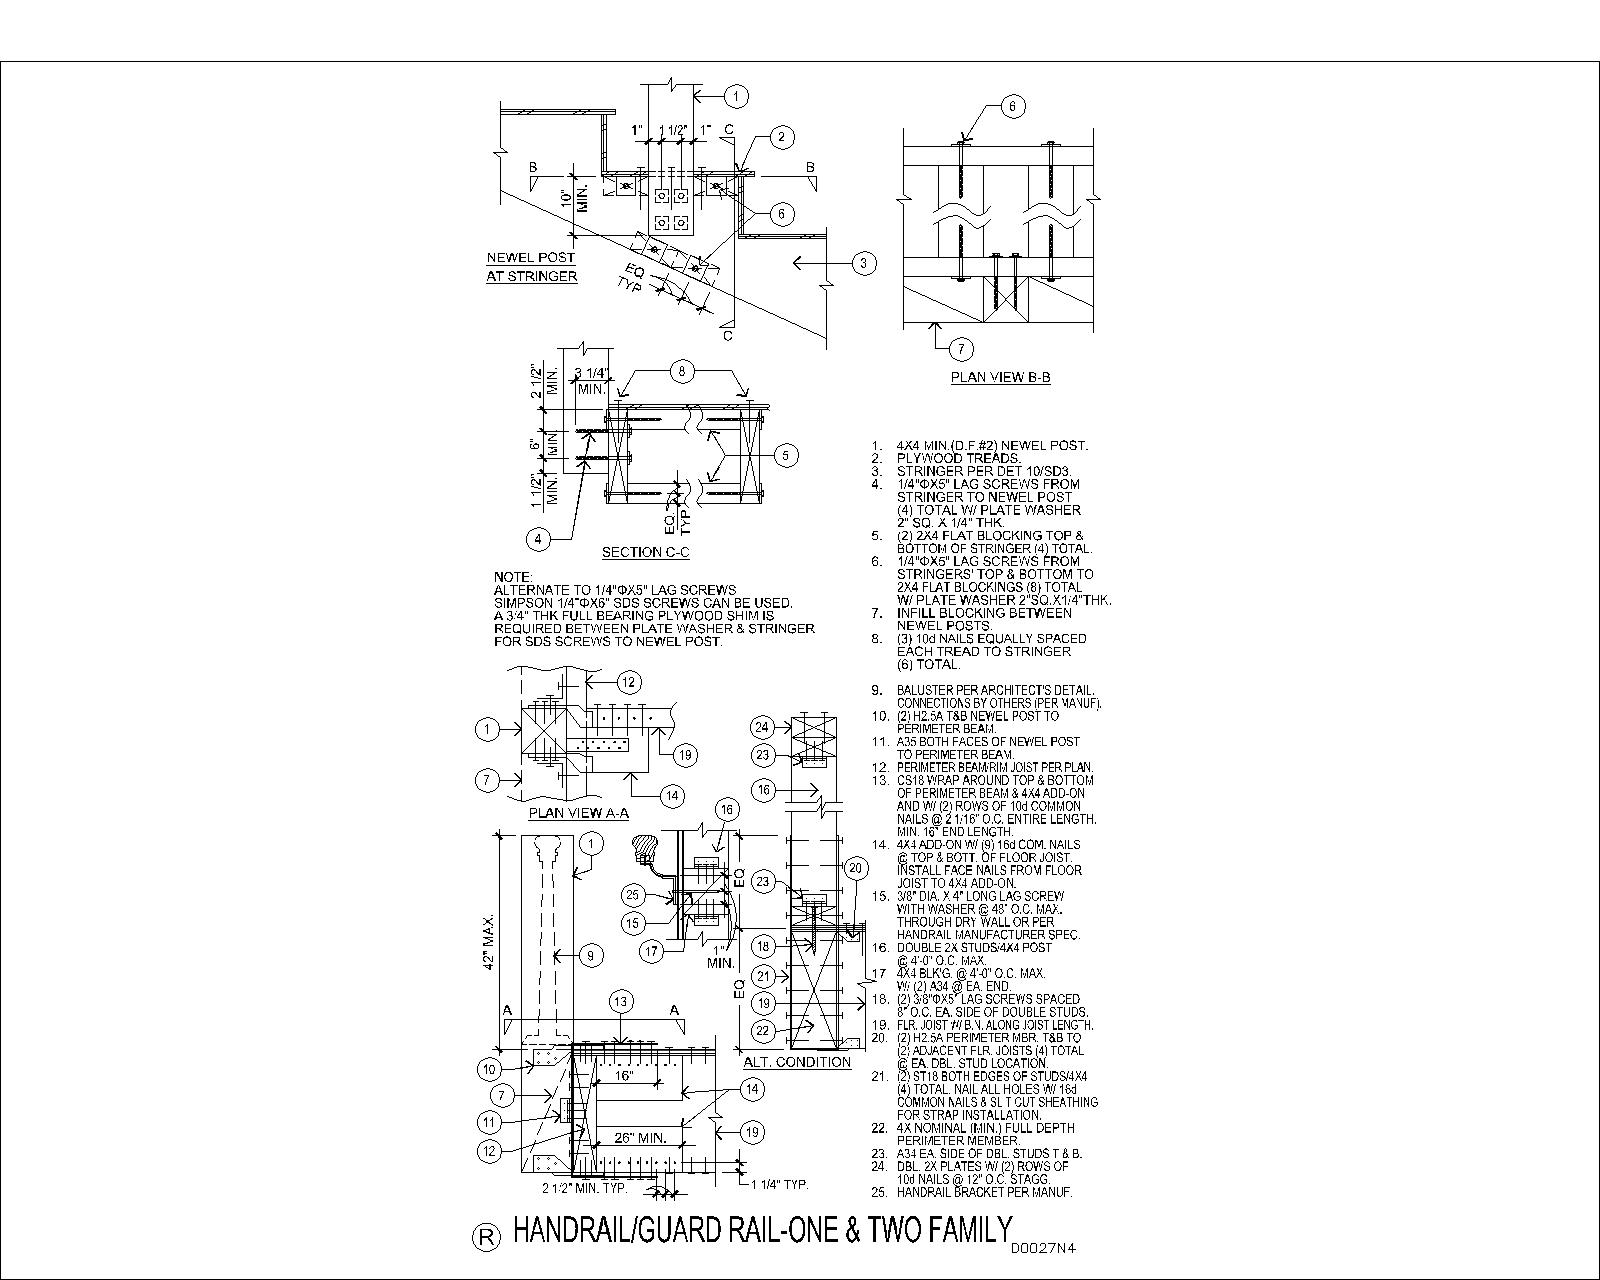 1
1" 1 1/2" 1"
C
2
B
B
10" MIN.
6
3
NEWEL POST
AT STRINGER
EQ
TYP
C
6
7
PLAN VIEW B-B
2 1/2" MIN.
3 1/4"
MIN.
8
6" MIN.
5
1 1/2" MIN.
EQ.
TYP
4
SECTION C-C
NOTE:
ALTERNATE TO 1/4"ΦX5" LAG SCREWS
SIMPSON 1/4"ΦX6" SDS SCREWS CAN BE USED.
A 3/4" THK FULL BEARING PLYWOOD SHIM IS
REQUIRED BETWEEN PLATE WASHER & STRINGER
FOR SDS SCREWS TO NEWEL POST.
1. 4X4 MIN.(D.F.#2) NEWEL POST.
2. PLYWOOD TREADS.
3. STRINGER PER DET 10/SD3.
4. 1/4"ΦX5" LAG SCREWS FROM
STRINGER TO NEWEL POST
(4) TOTAL W/ PLATE WASHER
2" SQ. X 1/4" THK.
5. (2) 2X4 FLAT BLOCKING TOP &
BOTTOM OF STRINGER (4) TOTAL.
6. 1/4"ΦX5" LAG SCREWS FROM
STRINGERS' TOP & BOTTOM TO
2X4 FLAT BLOCKINGS (8) TOTAL
W/ PLATE WASHER 2"SQ.X1/4"THK.
7. INFILL BLOCKING BETWEEN
NEWEL POSTS.
8. (3) 10d NAILS EQUALLY SPACED
EACH TREAD TO STRINGER
(6) TOTAL.
9. BALUSTER PER ARCHITECT'S DETAIL.
CONNECTIONS BY OTHERS (PER MANUF).
10. (2) H2.5A T&B NEWEL POST TO
PERIMETER BEAM.
11. A35 BOTH FACES OF NEWEL POST
TO PERIMETER BEAM.
12. PERIMETER BEAM/RIM JOIST PER PLAN.
13. CS18 WRAP AROUND TOP & BOTTOM
OF PERIMETER BEAM & 4X4 ADD-ON
AND W/ (2) ROWS OF 10d COMMON
NAILS @ 2 1/16" O.C. ENTIRE LENGTH.
MIN. 16" END LENGTH.
14. 4X4 ADD-ON W/ (9) 16d COM. NAILS
@ TOP & BOTT. OF FLOOR JOIST.
INSTALL FACE NAILS FROM FLOOR
JOIST TO 4X4 ADD-ON.
15. 3/8" DIA. X 4" LONG LAG SCREW
WITH WASHER @ 48" O.C. MAX.
THROUGH DRY WALL OR PER
HANDRAIL MANUFACTURER SPEC.
16. DOUBLE 2X STUDS/4X4 POST
@ 4'-0" O.C. MAX.
17 4X4 BLK'G. @ 4'-0" O.C. MAX.
W/ (2) A34 @ EA. END.
18. (2) 3/8"ΦX5" LAG SCREWS SPACED
8" O.C. EA. SIDE OF DOUBLE STUDS.
19. FLR. JOIST W/ B.N. ALONG JOIST LENGTH.
20. (2) H2.5A PERIMETER MBR. T&B TO
(2) ADJACENT FLR. JOISTS (4) TOTAL
@ EA. DBL. STUD LOCATION.
21. (2) ST18 BOTH EDGES OF STUDS/4X4
(4) TOTAL. NAIL ALL HOLES W/ 16d
COMMON NAILS & SLIT CUT SHEATHING
FOR STRAP INSTALLATION.
22. 4X NOMINAL (MIN.) FULL DEPTH
PERIMETER MEMBER.
23. A34 EA. SIDE OF DBL. STUDS T & B.
24. DBL. 2X PLATES W/ (2) ROWS OF
10d NAILS @ 12" O.C. STAGG.
25. HANDRAIL BRACKET PER MANUF.
12
1
19
7
14
PLAN VIEW A-A
24
23
16
16
1
EQ
20
23
25
15
17
1"
MIN.
18
42" MAX.
9
21
EQ
13
19
A
A
22
ALT. CONDITION
10
16"
7
14
11
26" MIN.
19
12
2 1/2" MIN. TYP.
1 1/4" TYP.
R HANDRAIL/GUARD RAIL-ONE & TWO FAMILY
D0027N4